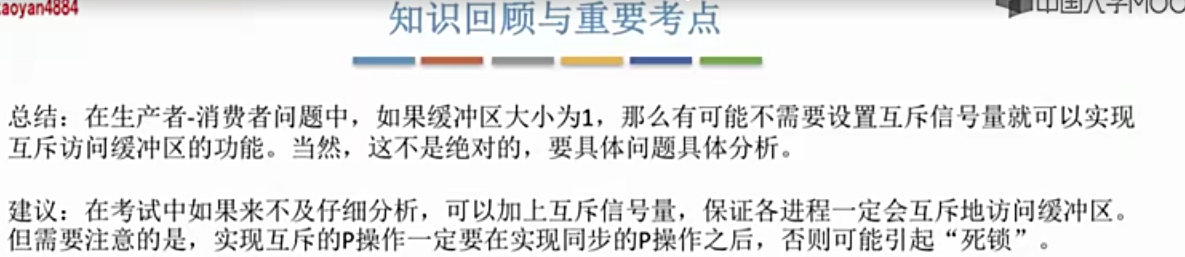 aoyan4884
知识回顾与重要考点
中国大学MOO
总结：在生产者-消费者问题中，如果缓冲区大小为1，那么有可能不需要设置互斥信号量就可以实现
互斥访问缓冲区的功能。当然，这不是绝对的，要具体问题具体分析。
建议：在考试中如果来不及仔细分析，可以加上互斥信号量，保证各进程一定会互斥地访问缓冲区。
但需要注意的是，实现互斥的P操作一定要在实现同步的P操作之后，否则可能引起“死锁”。